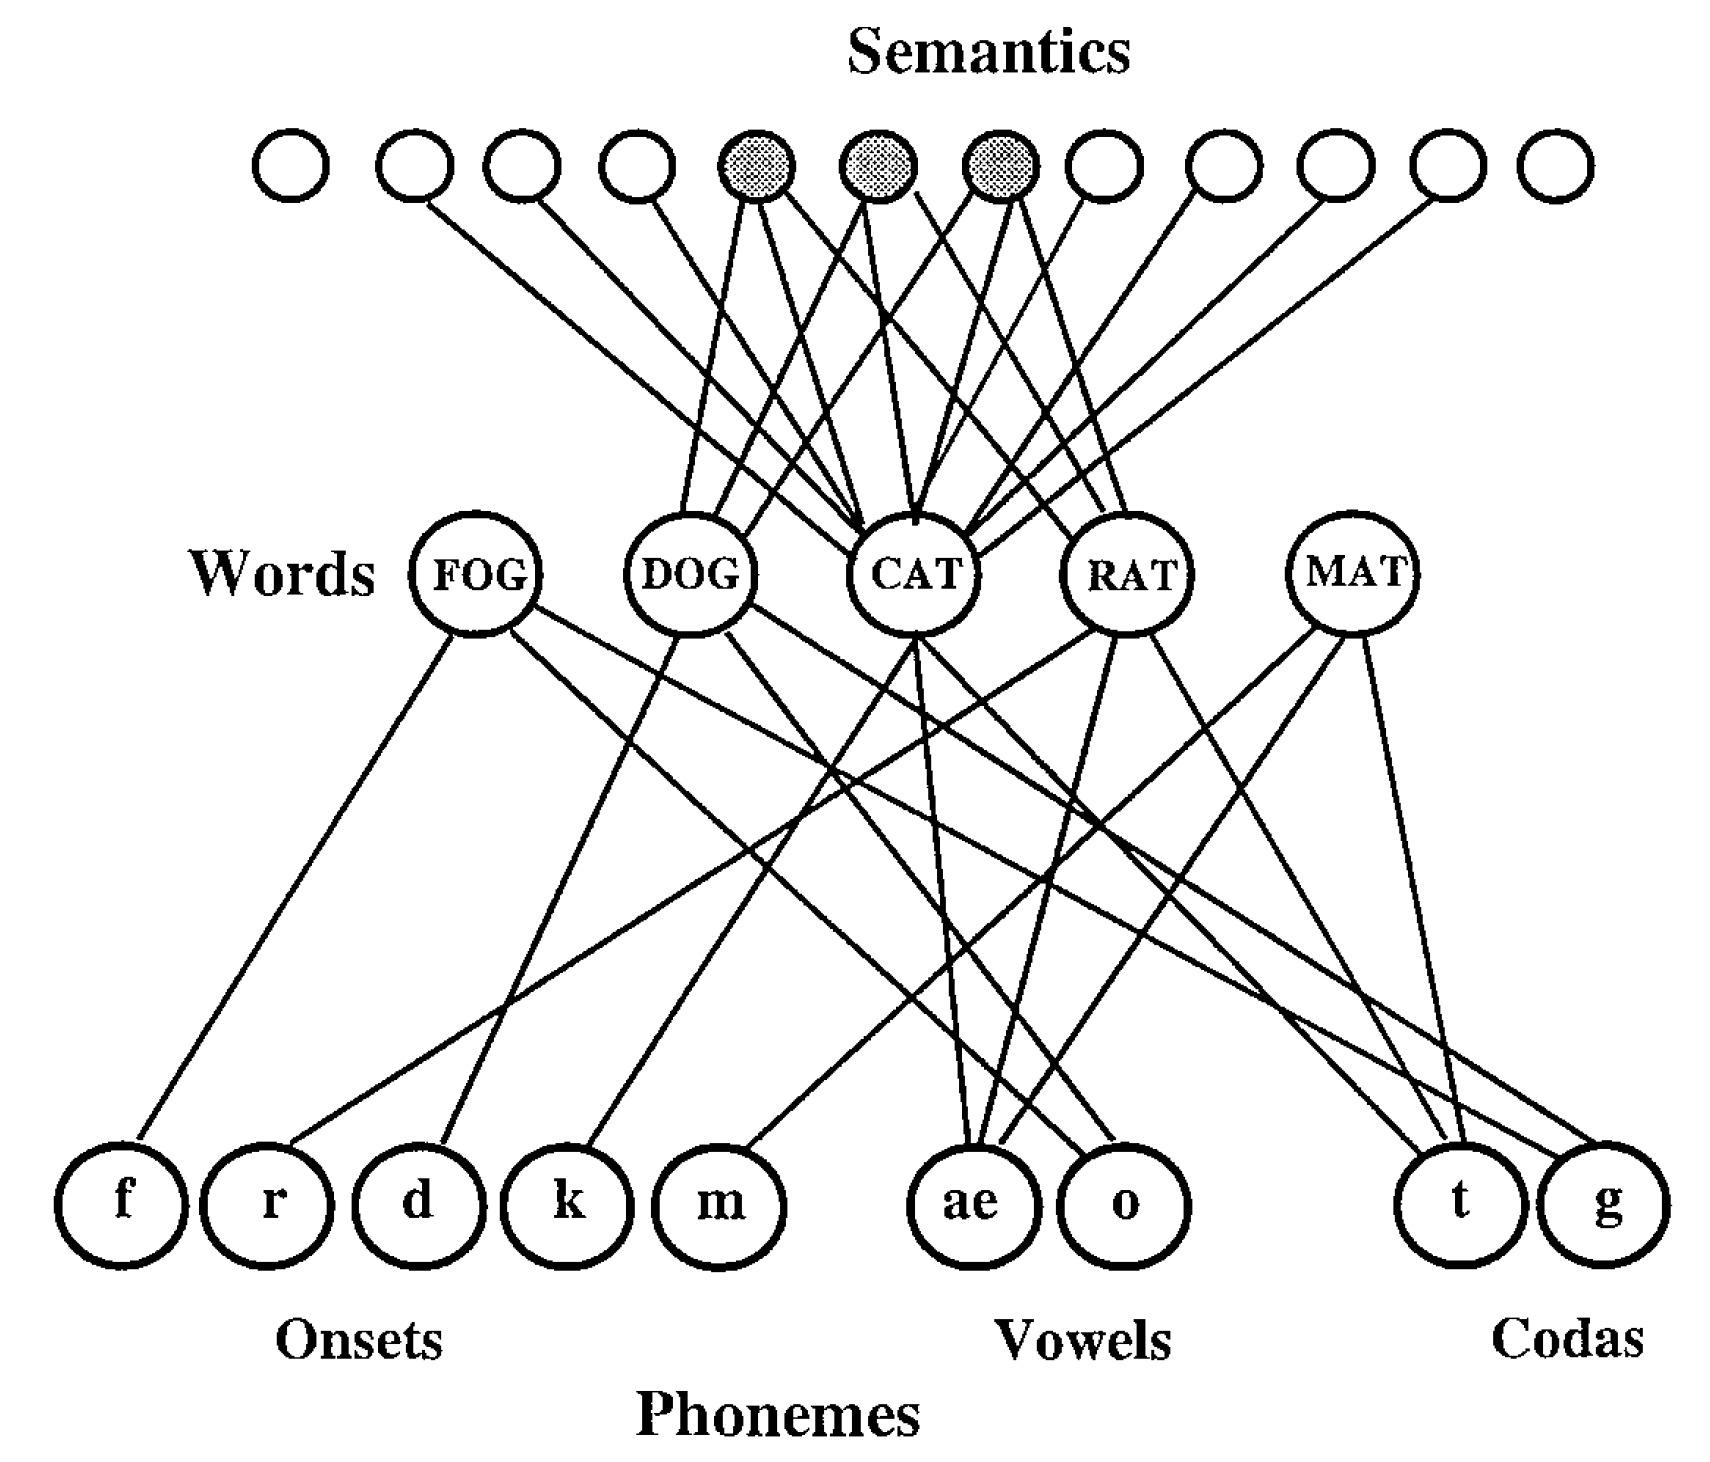 Semantics
Words FOG DOG CAT RAT MAT
f r d k m ae o t g
Onsets Vowels Codas
Phonemes